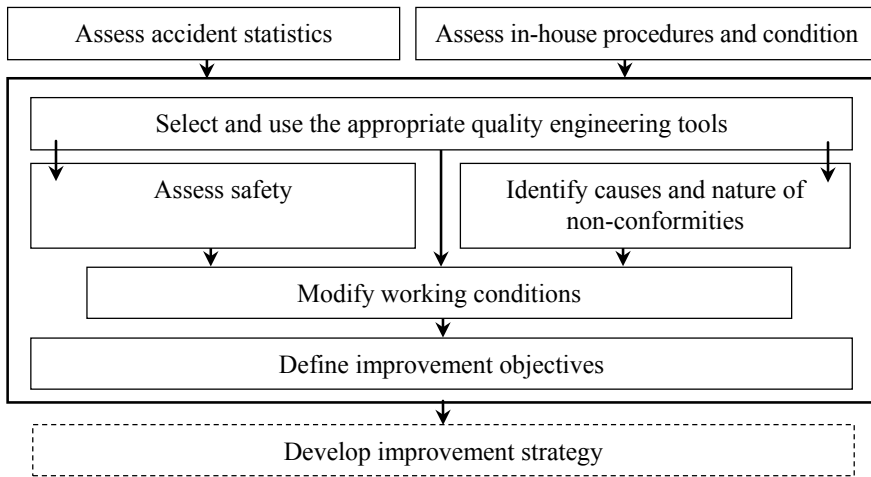 Assess accident statistics
Assess in-house procedures and condition
Select and use the appropriate quality engineering tools
Assess safety
Identify causes and nature of
non-conformities
Modify working conditions
Define improvement objectives
Develop improvement strategy